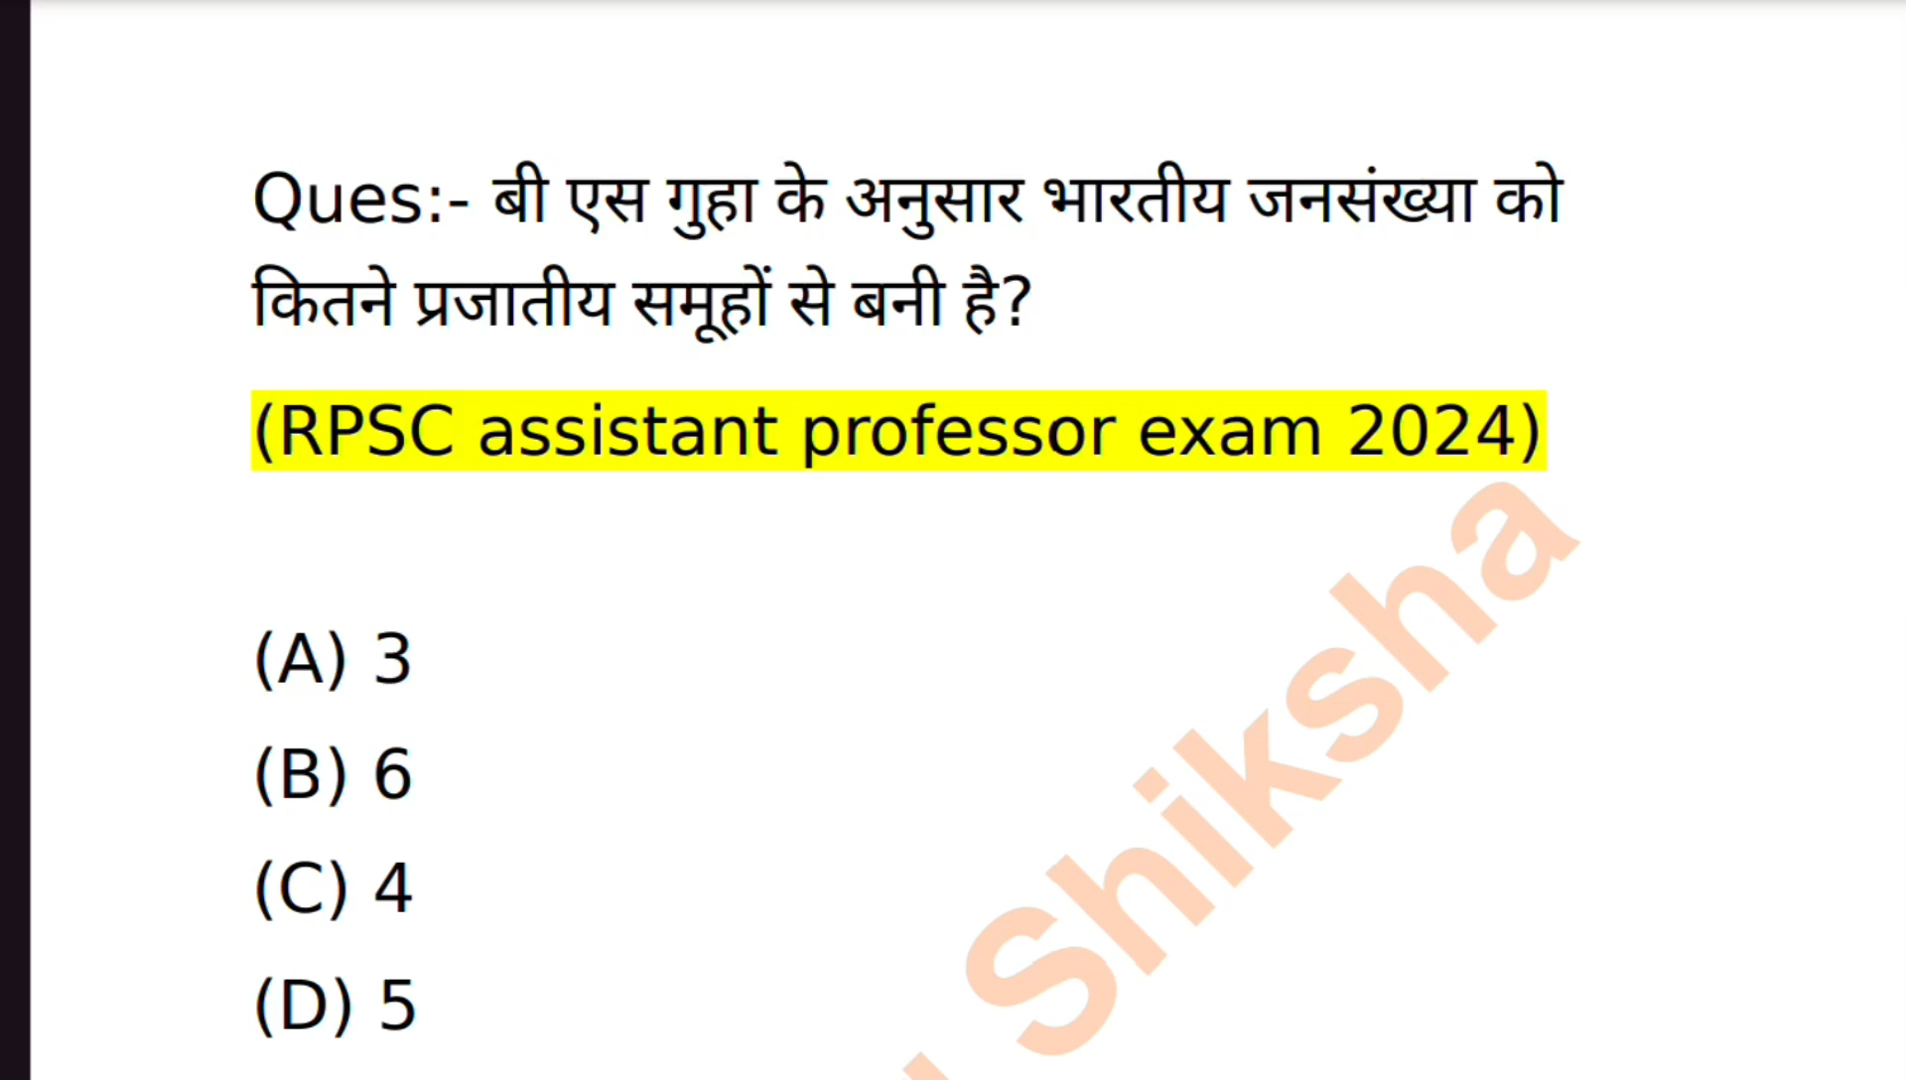 Ques:- बी एस गुहा के अनुसार भारतीय जनसंख्या को
कितने प्रजातीय समूहों से बनी है?
(RPSC assistant professor exam 2024)
(A) 3
(B) 6
(C) 4
(D) 5
Shiksha